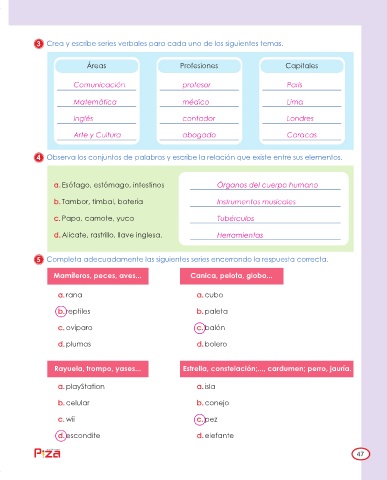 3 Crea y escribe series verbales para cada uno de los siguientes temas.
Áreas Profesiones Capitales
Comunicación profesor París
Matemática médico Lima
inglés contador Londres
Arte y Cultura abogado Caracas
4 Observa los conjuntos de palabras y escribe la relación que existe entre sus elementos.
a. Esófago, estómago, intestinos Órganos del cuerpo humano
b. Tambor, timbal, batería Instrumentos musicales
c. Papa, camote, yuca Tubérculos
d. Alicate, rastrillo, llave inglesa. Herramientas
5 Completa adecuadamente las siguientes series encerrando la respuesta correcta.
Mamíferos, peces, aves... Canica, pelota, globo...
a. rana a. cubo
b. reptiles b. paleta
c. ovíparo c. balón
d. plumas d. bolero
Rayuela, trompo, yases... Estrella, constelación;..., cardumen; perro, jauría.
a. playStation a. isla
b. celular b. conejo
c. wii c. pez
d. escondite d. elefante
Piza 47